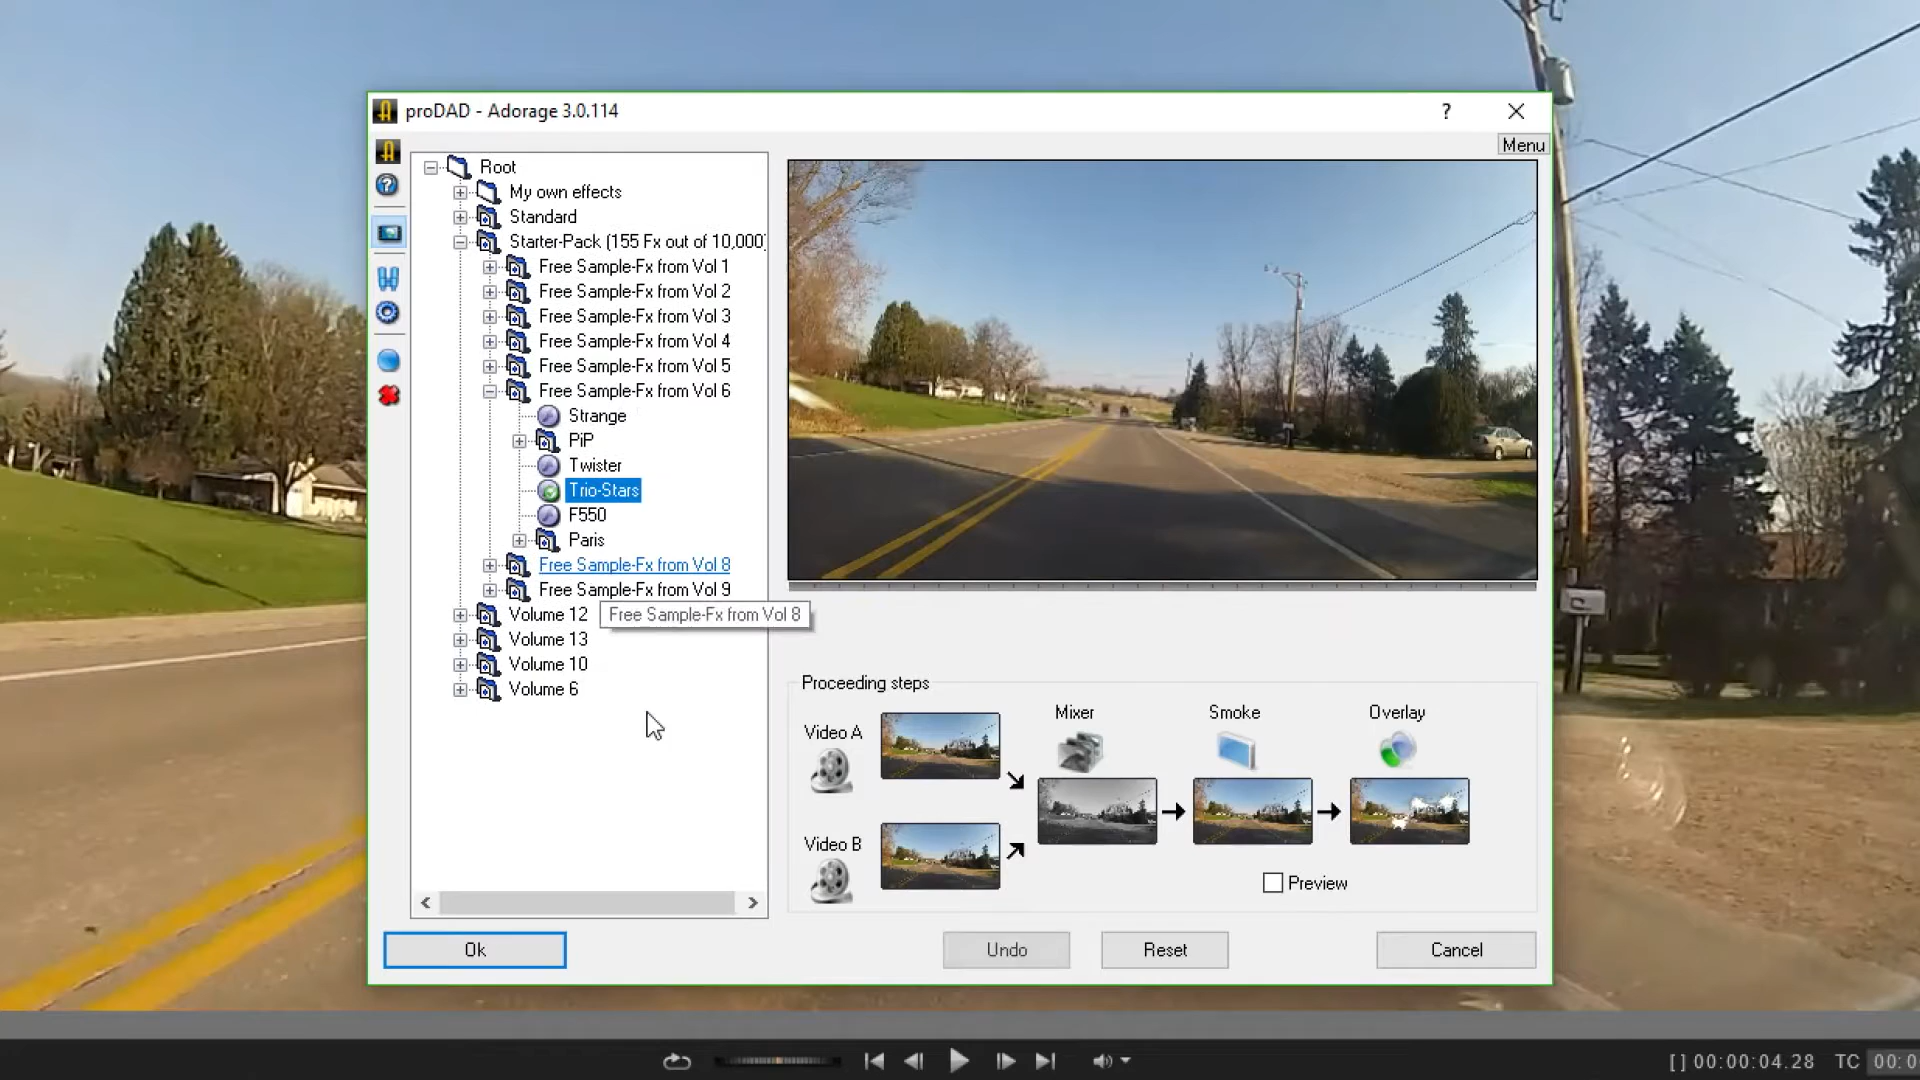 proDAD - Adorage 3.0.114
?
Menu
Root
My own effects
Standard
Starter-Pack (155 Fx out of 10,000)
Free Sample-Fx from Vol 1
Free Sample-Fx from Vol 2
Free Sample-Fx from Vol 3
Free Sample-Fx from Vol 4
Free Sample-Fx from Vol 5
Free Sample-Fx from Vol 6
Strange
PiP
Twister
Trio-Stars
F550
Paris
Free Sample-Fx from Vol 8
Free Sample-Fx from Vol 9
Volume 12
Free Sample-Fx from Vol 8
Volume 13
Volume 10
Volume 6
Proceeding steps
Video A
Mixer
Smoke
Overlay
Video B
Preview
Ok
Undo
Reset
Cancel
[ ] 00:00:04.28 TC 00:0